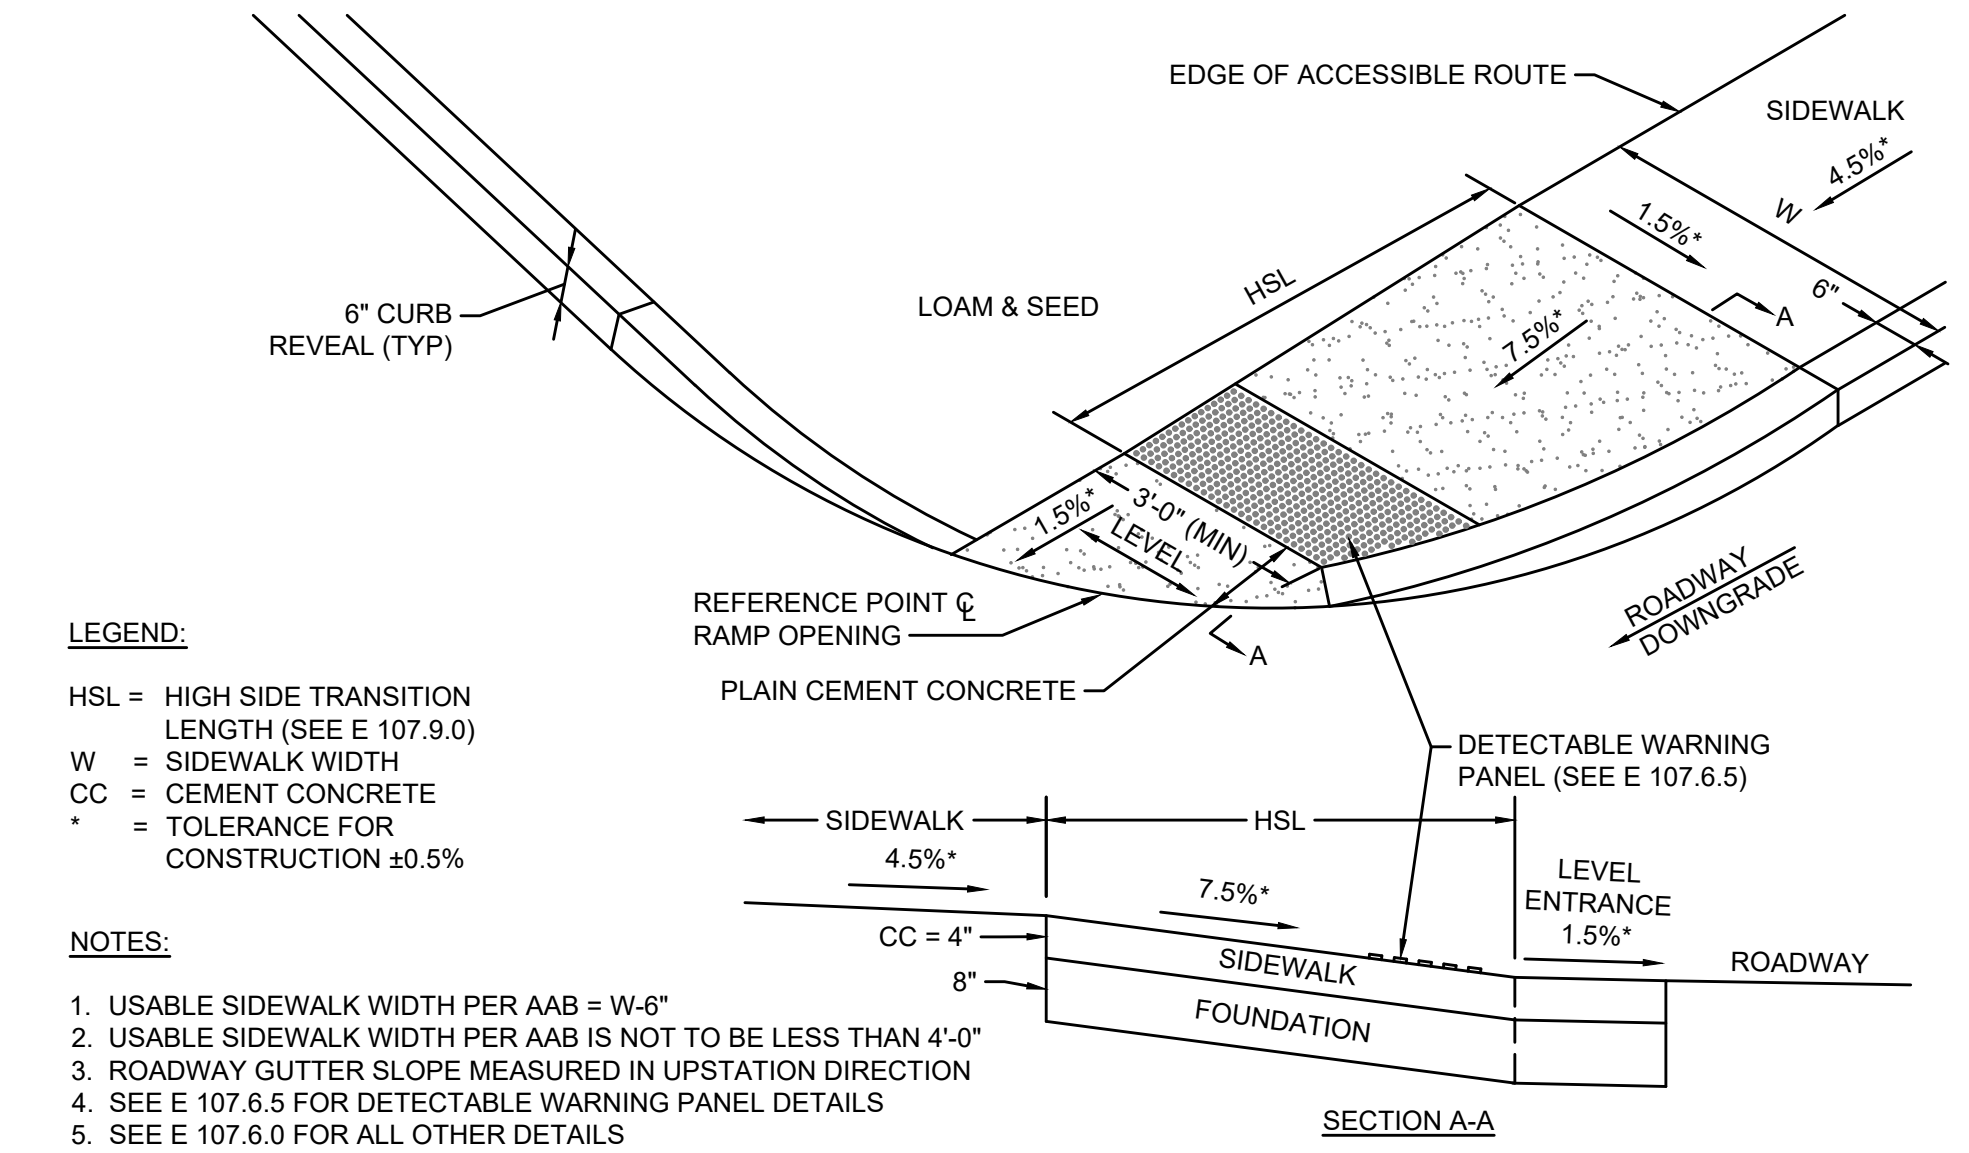 EDGE OF ACCESSIBLE ROUTE
SIDEWALK
4.5%*
W
1.5%*
6"
A
HSL
LOAM & SEED
6" CURB
REVEAL (TYP)
7.5%*
3'-0" (MIN)
1.5%*
LEVEL
REFERENCE POINT ℄
RAMP OPENING
A
PLAIN CEMENT CONCRETE
ROADWAY
DOWNGRADE
DETECTABLE WARNING
PANEL (SEE E 107.6.5)
LEGEND:
HSL = HIGH SIDE TRANSITION
LENGTH (SEE E 107.9.0)
W = SIDEWALK WIDTH
CC = CEMENT CONCRETE
* = TOLERANCE FOR
CONSTRUCTION ±0.5%
SIDEWALK
HSL
4.5%*
7.5%*
LEVEL
ENTRANCE
1.5%*
ROADWAY
CC = 4"
8"
SIDEWALK
FOUNDATION
SECTION A-A
NOTES:
1. USABLE SIDEWALK WIDTH PER AAB = W-6"
2. USABLE SIDEWALK WIDTH PER AAB IS NOT TO BE LESS THAN 4'-0"
3. ROADWAY GUTTER SLOPE MEASURED IN UPSTATION DIRECTION
4. SEE E 107.6.5 FOR DETECTABLE WARNING PANEL DETAILS
5. SEE E 107.6.0 FOR ALL OTHER DETAILS